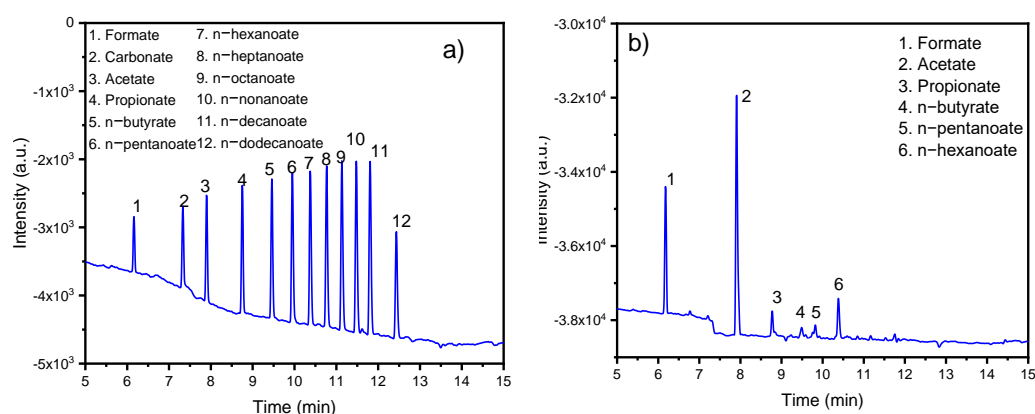 a)
1. Formate 7. n−hexanoate
2. Carbonate 8. n−heptanoate
3. Acetate 9. n−octanoate
4. Propionate 10. n−nonanoate
5. n−butyrate 11. n−decanoate
6. n−pentanoate 12. n−dodecanoate
0
-1x10³
-2x10³
-3x10³
-4x10³
-5x10³
Intensity (a.u.)
1 2 3 4 5 6 7 8 9 10 11 12
5 6 7 8 9 10 11 12 13 14 15
Time (min)
b)
1. Formate
2. Acetate
3. Propionate
4. n−butyrate
5. n−pentanoate
6. n−hexanoate
-3.0x10⁴
-3.2x10⁴
-3.4x10⁴
-3.6x10⁴
-3.8x10⁴
Intensity (a.u.)
1 2 3 4 5 6
5 6 7 8 9 10 11 12 13 14 15
Time (min)